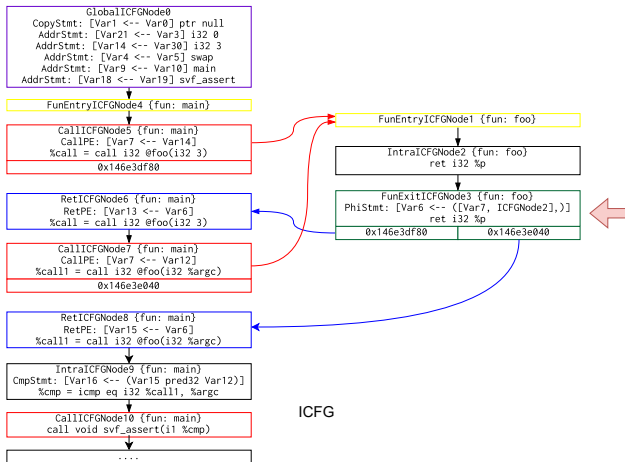 GlobalICFGNode0
CopyStmt: [Var1 <-- Var0] ptr null
AddrStmt: [Var21 <-- Var3] i32 0
AddrStmt: [Var14 <-- Var30] i32 3
AddrStmt: [Var4 <-- Var5] swap
AddrStmt: [Var9 <-- Var10] main
AddrStmt: [Var18 <-- Var19] svf_assert
FunEntryICFGNode4 {fun: main}
CallICFGNode5 {fun: main}
CallPE: [Var7 <-- Var14]
%call = call i32 @foo(i32 3)
0x146e3df80
RetICFGNode6 {fun: main}
RetPE: [Var13 <-- Var6]
%call = call i32 @foo(i32 3)
CallICFGNode7 {fun: main}
CallPE: [Var7 <-- Var12]
%call1 = call i32 @foo(i32 %argc)
0x146e3e040
RetICFGNode8 {fun: main}
RetPE: [Var15 <-- Var6]
%call1 = call i32 @foo(i32 %argc)
IntraICFGNode9 {fun: main}
CmpStmt: [Var16 <-- (Var15 pred32 Var12)]
%cmp = icmp eq i32 %call1, %argc
CallICFGNode10 {fun: main}
call void svf_assert(i1 %cmp)
....
FunEntryICFGNode1 {fun: foo}
IntraICFGNode2 {fun: foo}
ret i32 %p
FunExitICFGNode3 {fun: foo}
PhiStmt: [Var6 <-- ([Var7, ICFGNode2],)]
ret i32 %p
0x146e3df80 0x146e3e040
ICFG